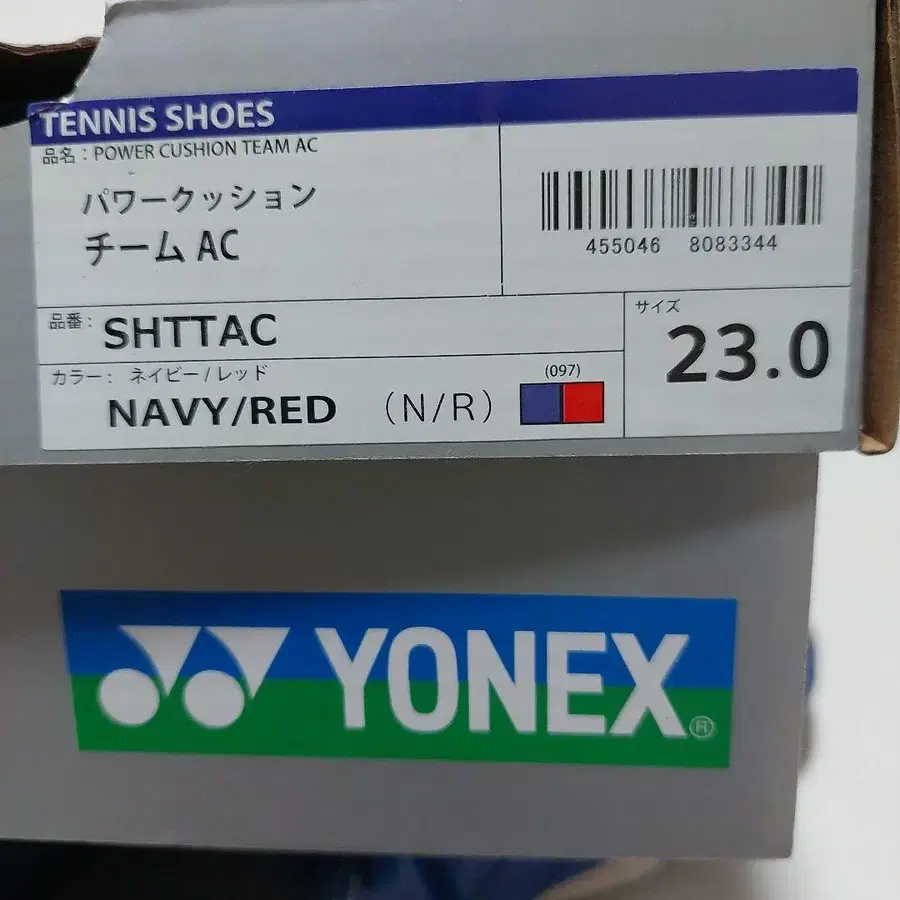 TENNIS SHOES
品名：POWER CUSHION TEAM AC
パワークッション
チーム AC
455046 8083344
品番：SHTTAC
サイズ
23.0
カラー： ネイビー/レッド
(097)
NAVY/RED （N/R）
YONEX®